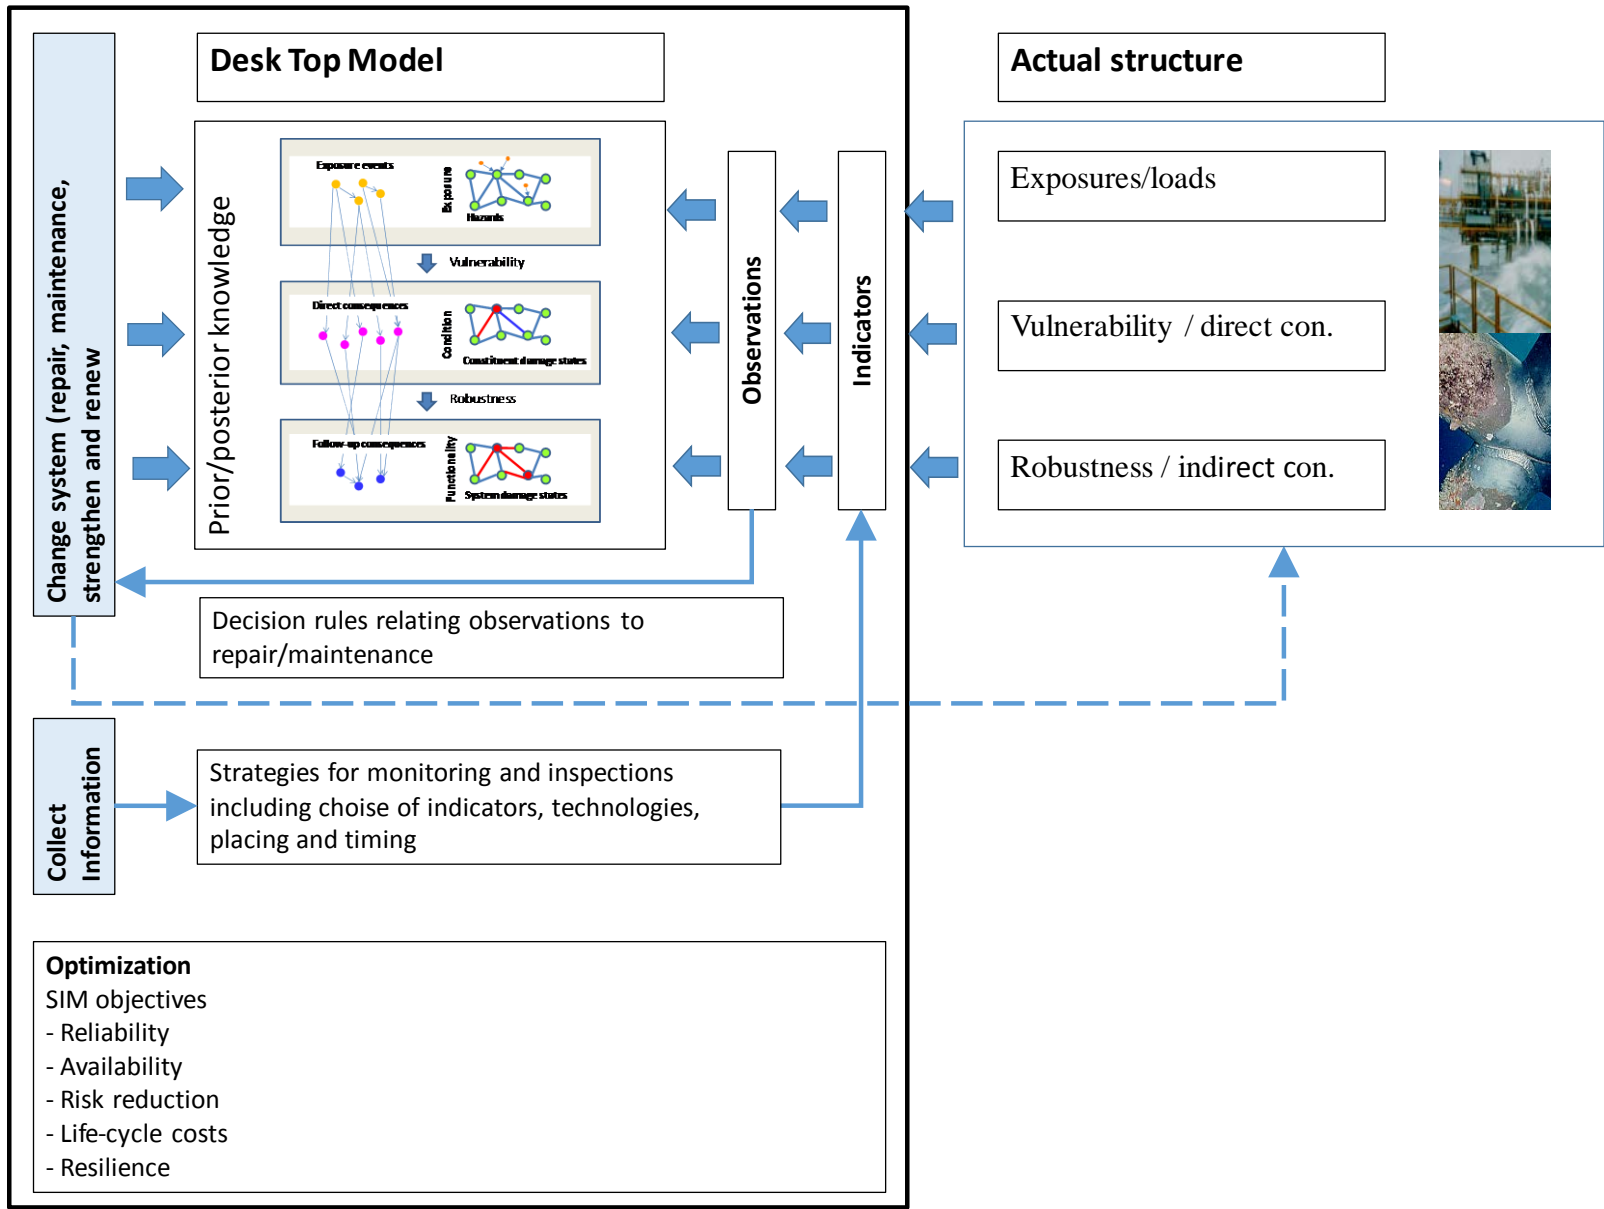 Desk Top Model
Actual structure
Change system (repair, maintenance,
strengthen and renew
Prior/posterior knowledge
Exposure events
Exposure
Hazards
Vulnerability
Direct consequences
Condition
Constituent damage states
Robustness
Follow-up consequences
Functionality
System damage states
Observations
Indicators
Exposures/loads
Vulnerability / direct con.
Robustness / indirect con.
Decision rules relating observations to
repair/maintenance
Collect
Information
Strategies for monitoring and inspections
including choise of indicators, technologies,
placing and timing
Optimization
SIM objectives
- Reliability
- Availability
- Risk reduction
- Life-cycle costs
- Resilience